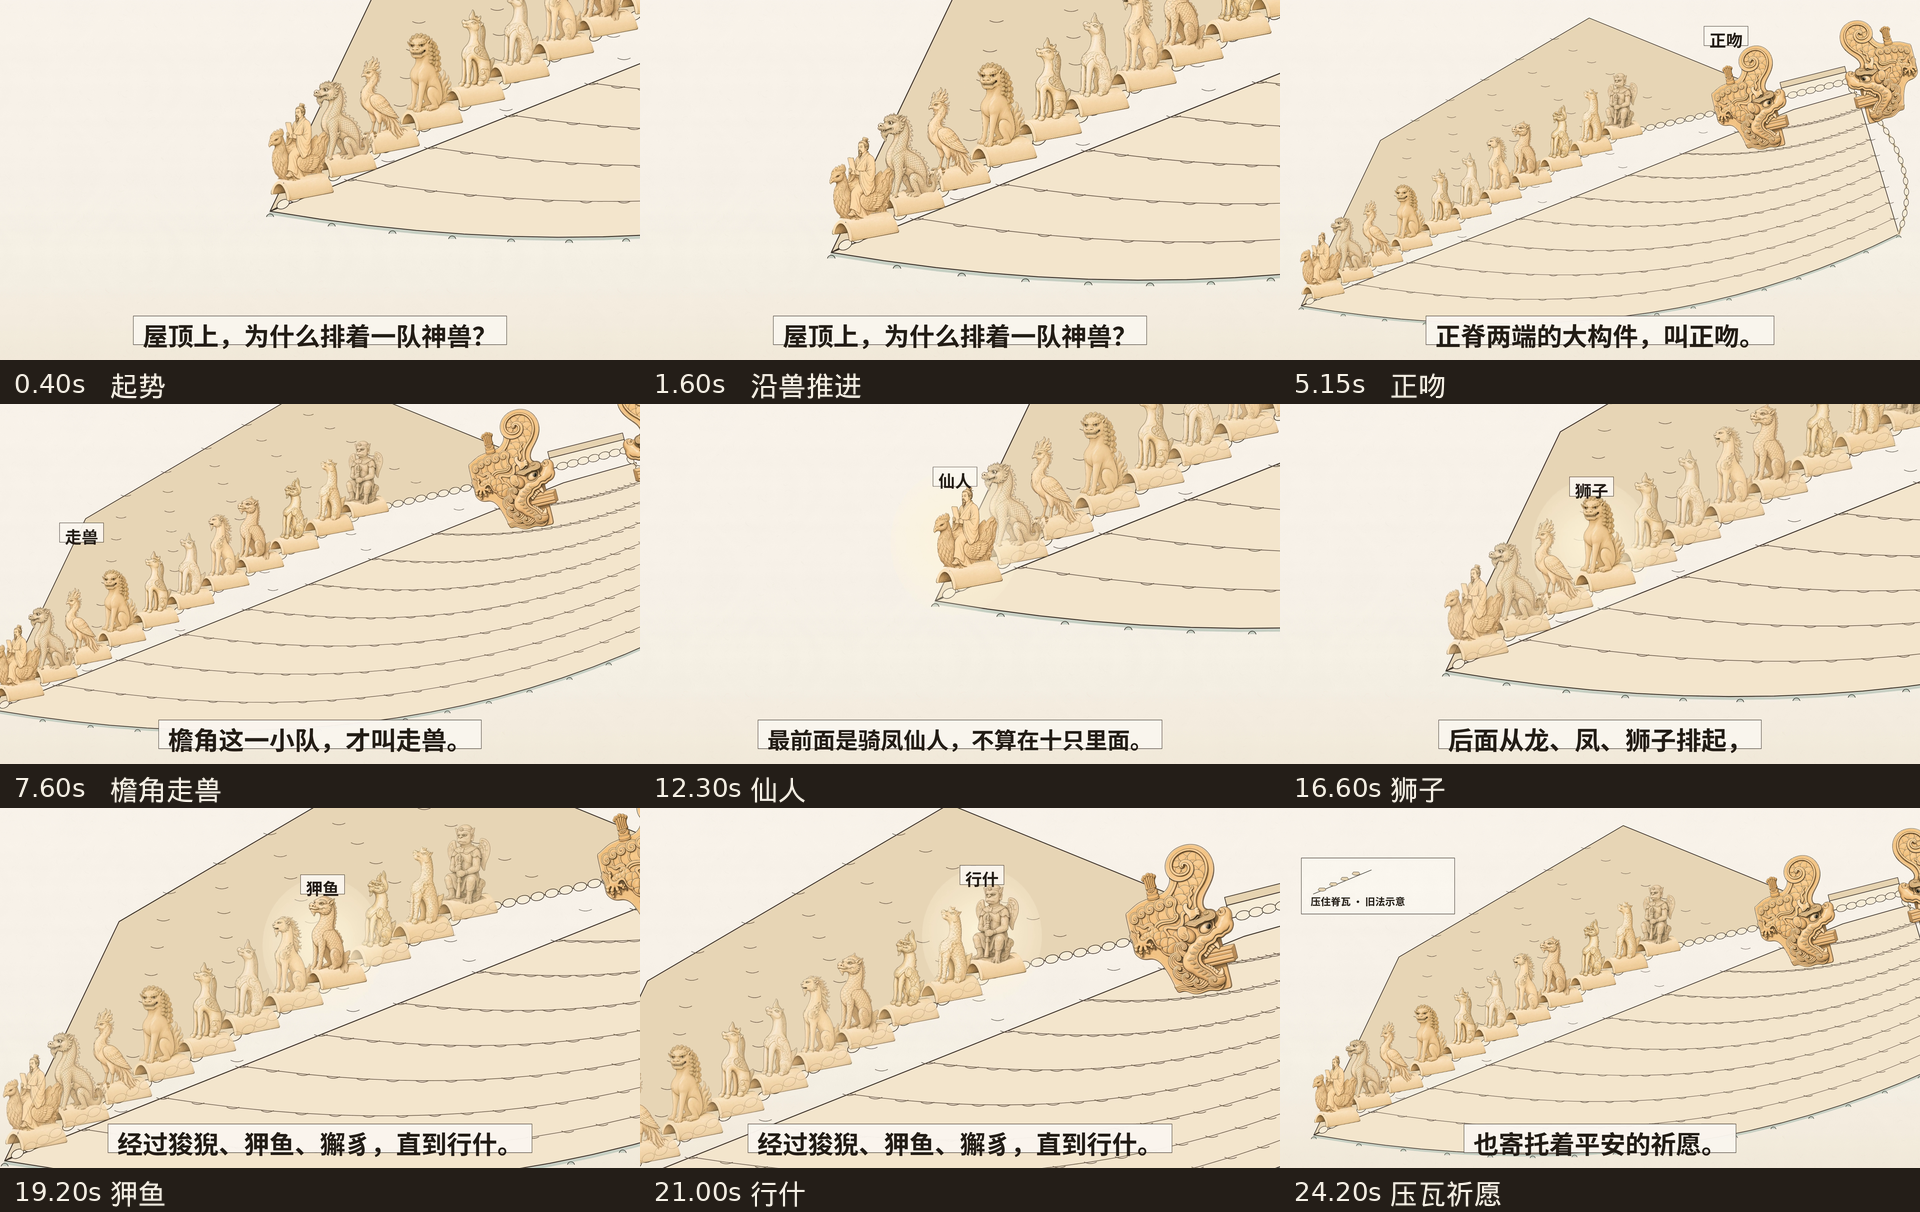 屋顶上，为什么排着一队神兽？
0.40s 起势
屋顶上，为什么排着一队神兽？
1.60s 沿兽推进
正吻
正脊两端的大构件，叫正吻。
5.15s 正吻
走兽
檐角这一小队，才叫走兽。
7.60s 檐角走兽
仙人
最前面是骑凤仙人，不算在十只里面。
12.30s 仙人
狮子
后面从龙、凤、狮子排起，
16.60s 狮子
狎鱼
经过狻猊、狎鱼、獬豸，直到行什。
19.20s 狎鱼
行什
经过狻猊、狎鱼、獬豸，直到行什。
21.00s 行什
压住脊瓦・旧法示意
也寄托着平安的祈愿。
24.20s 压瓦祈愿